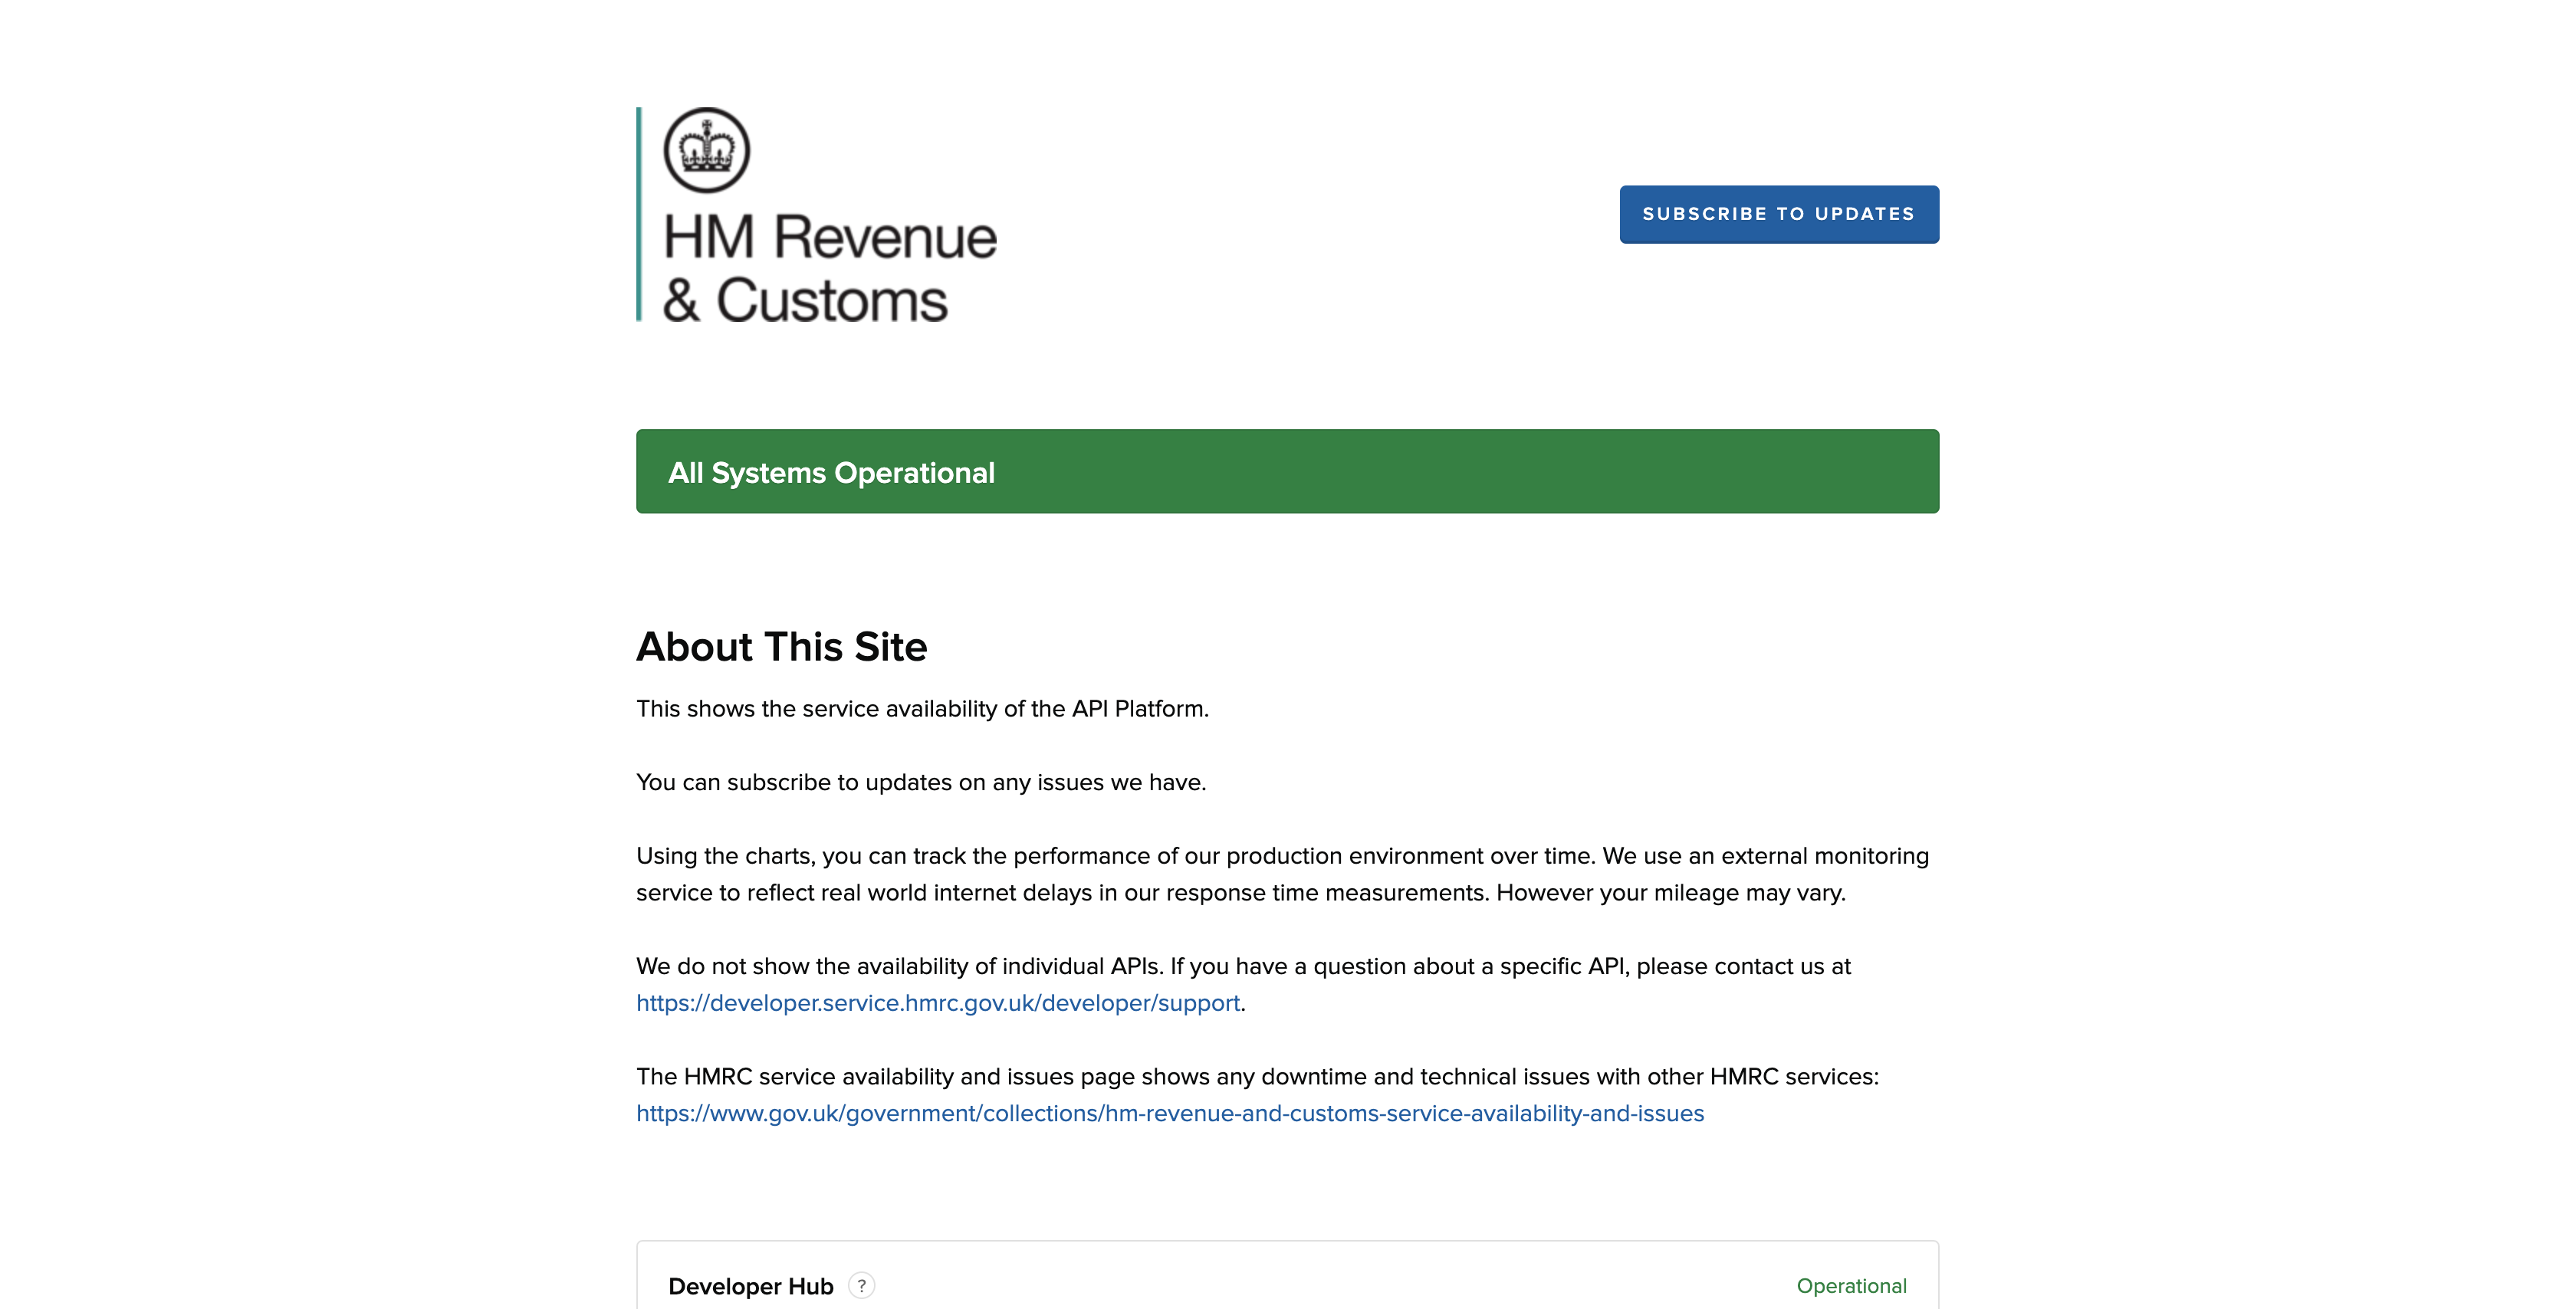 HM Revenue
& Customs
SUBSCRIBE TO UPDATES
All Systems Operational
About This Site
This shows the service availability of the API Platform.
You can subscribe to updates on any issues we have.
Using the charts, you can track the performance of our production environment over time. We use an external monitoring
service to reflect real world internet delays in our response time measurements. However your mileage may vary.
We do not show the availability of individual APIs. If you have a question about a specific API, please contact us at
https://developer.service.hmrc.gov.uk/developer/support.
The HMRC service availability and issues page shows any downtime and technical issues with other HMRC services:
https://www.gov.uk/government/collections/hm-revenue-and-customs-service-availability-and-issues
Developer Hub ? Operational